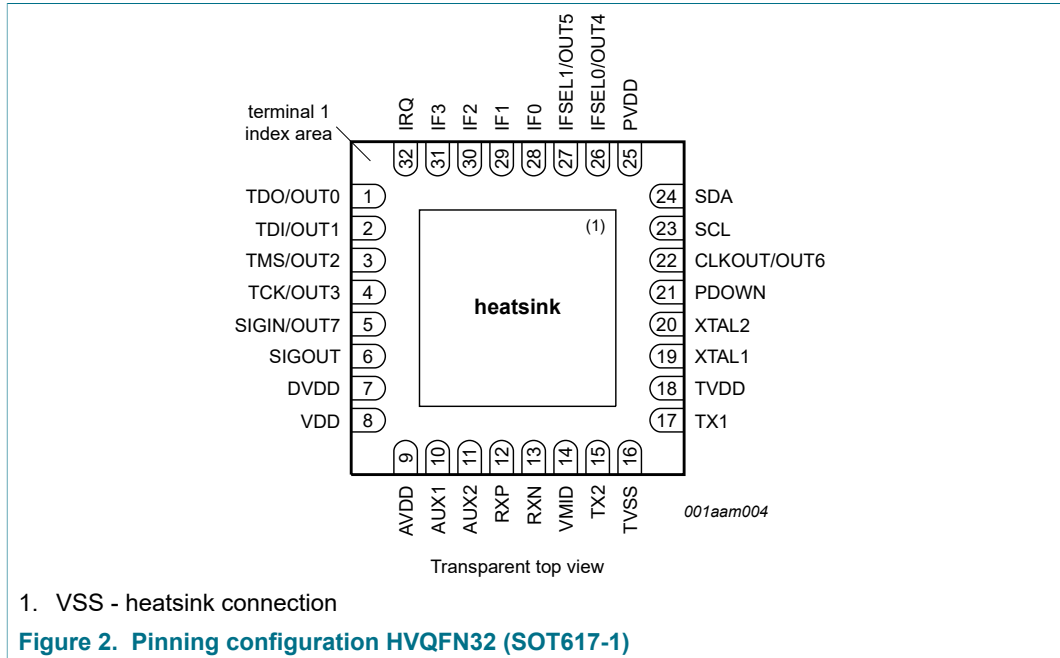 terminal 1
index area
IRQ
IF3
IF2
IF1
IF0
IFSEL1/OUT5
IFSEL0/OUT4
PVDD
32
31
30
29
28
27
26
25
TDO/OUT0 1
TDI/OUT1 2
TMS/OUT2 3
TCK/OUT3 4
SIGIN/OUT7 5
SIGOUT 6
DVDD 7
VDD 8
(1)
heatsink
24 SDA
23 SCL
22 CLKOUT/OUT6
21 PDOWN
20 XTAL2
19 XTAL1
18 TVDD
17 TX1
9
10
11
12
13
14
15
16
AVDD
AUX1
AUX2
RXP
RXN
VMID
TX2
TVSS
001aam004
Transparent top view
1. VSS - heatsink connection
Figure 2. Pinning configuration HVQFN32 (SOT617-1)